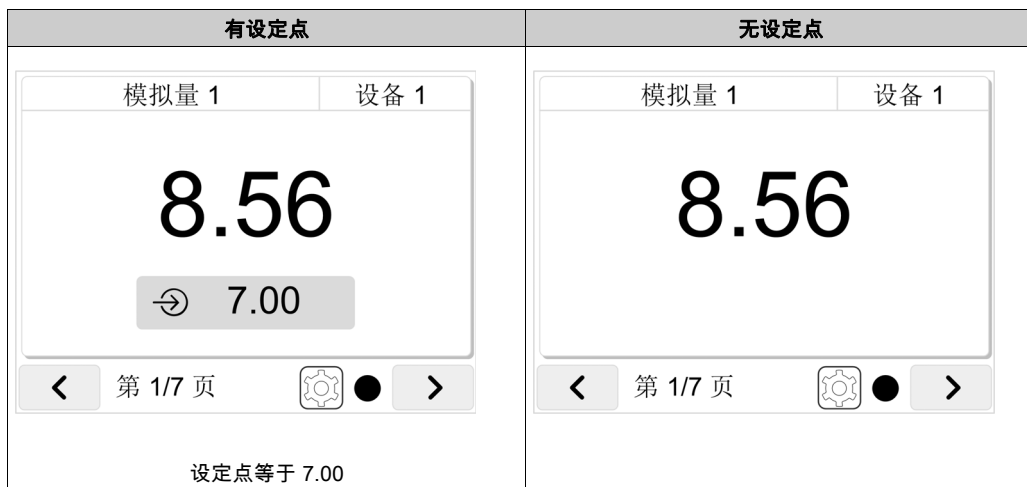 有设定点
无设定点
模拟量 1
设备 1
8.56
7.00
第 1/7 页
设定点等于 7.00
模拟量 1
设备 1
8.56
第 1/7 页